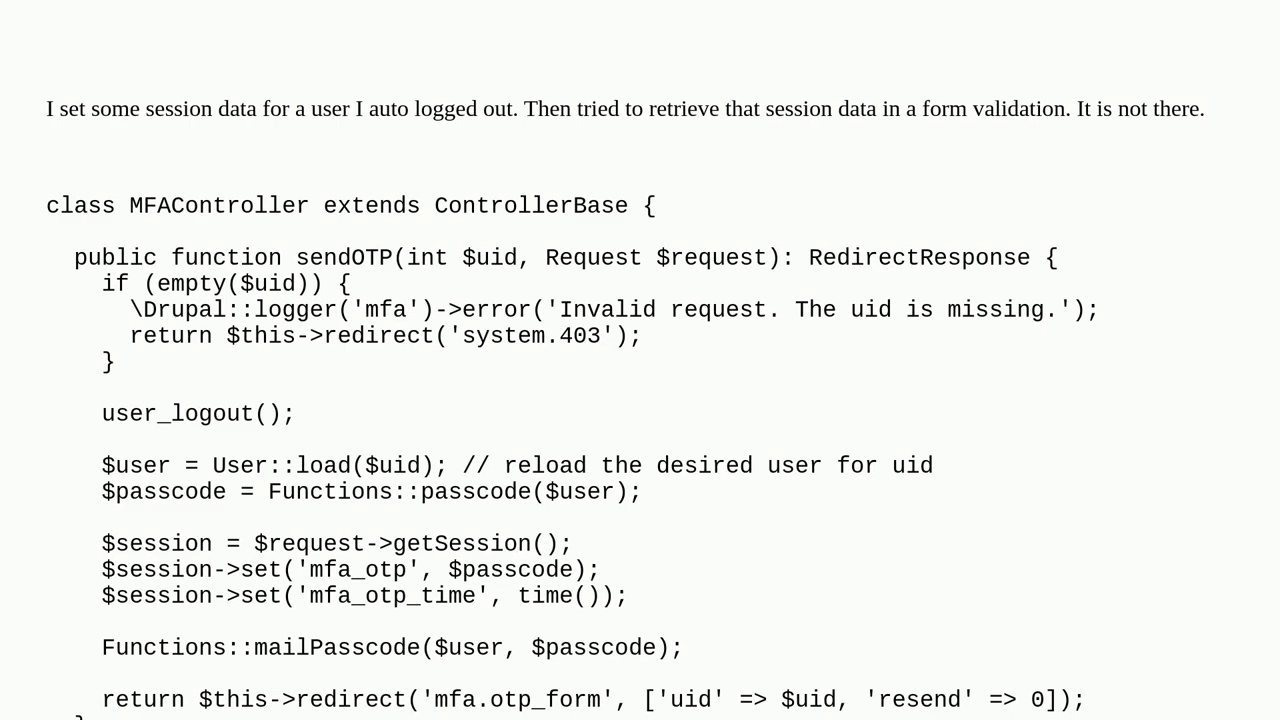 I set some session data for a user I auto logged out. Then tried to retrieve that session data in a form validation. It is not there.
class MFAController extends ControllerBase {
public function sendOTP(int $uid, Request $request): RedirectResponse {
if (empty($uid)) {
\Drupal::logger('mfa')->error('Invalid request. The uid is missing.');
return $this->redirect('system.403');
}
user_logout();
$user = User::load($uid); // reload the desired user for uid
$passcode = Functions::passcode($user);
$session = $request->getSession();
$session->set('mfa_otp', $passcode);
$session->set('mfa_otp_time', time());
Functions::mailPasscode($user, $passcode);
return $this->redirect('mfa.otp_form', ['uid' => $uid, 'resend' => 0]);
}